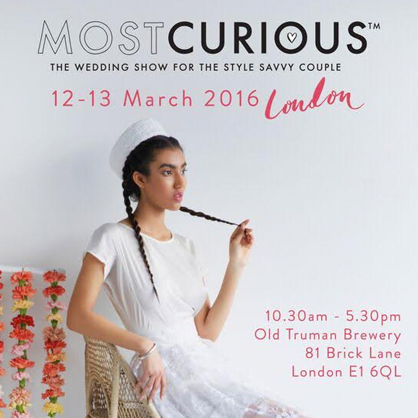 MOSTCURIOUS™
THE WEDDING SHOW FOR THE STYLE SAVVY COUPLE
12-13 March 2016 London
10.30am - 5.30pm
Old Truman Brewery
81 Brick Lane
London E1 6QL